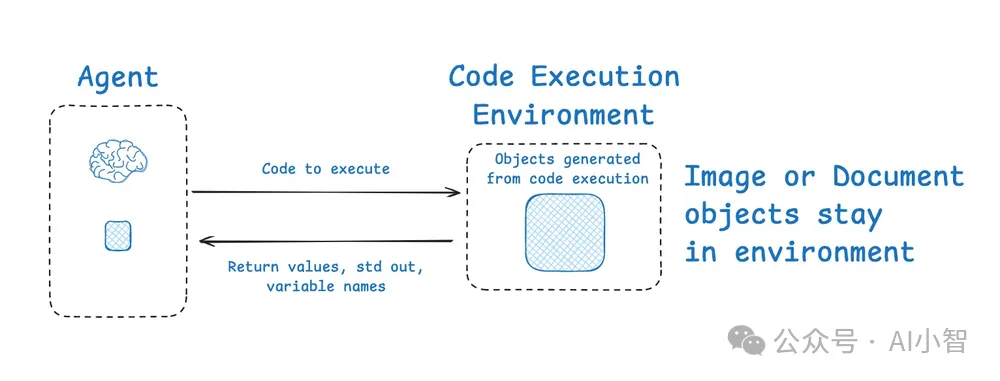 Agent
Code Execution
Environment
Code to execute
Return values, std out,
variable names
Objects generated
from code execution
Image or Document
objects stay
in environment
公众号 · AI小智